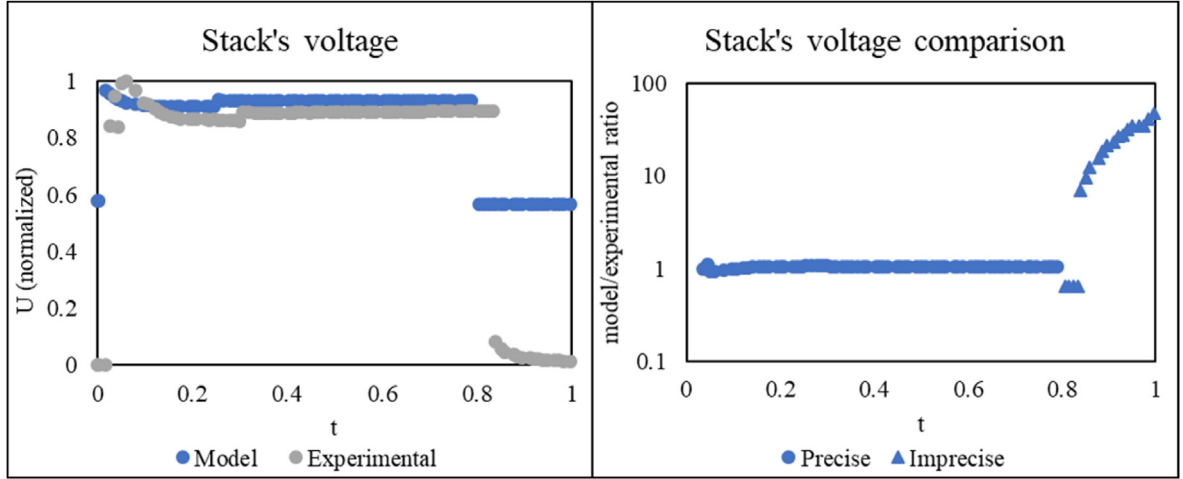 Stack's voltage
U (normalized)
1
0.8
0.6
0.4
0.2
0
0 0.2 0.4 0.6 0.8 1
t
Model Experimental
Stack's voltage comparison
model/experimental ratio
100
10
1
0.1
0 0.2 0.4 0.6 0.8 1
t
Precise Imprecise